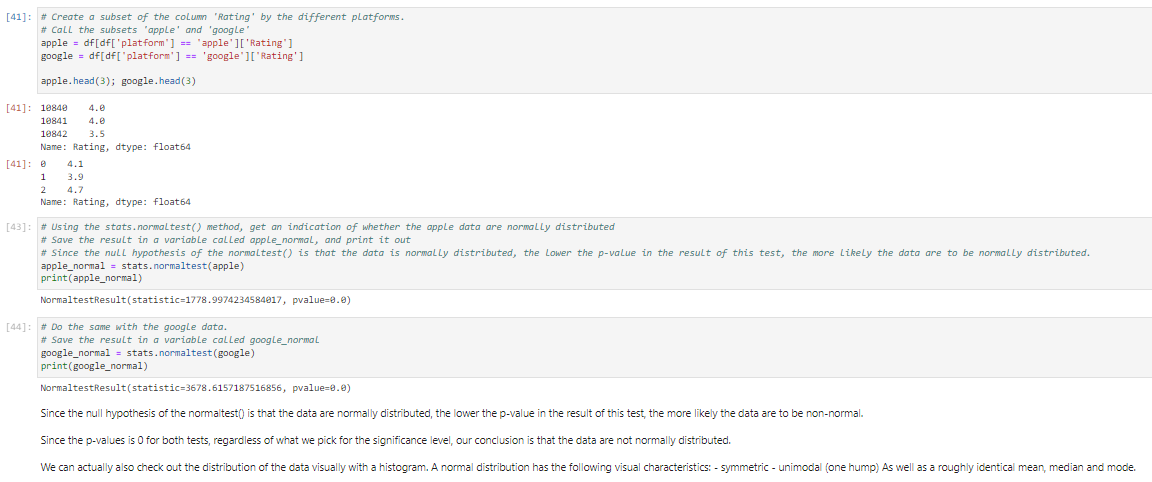 [41]: # Create a subset of the column 'Rating' by the different platforms.
# Call the subsets 'apple' and 'google'
apple = df[df['platform'] == 'apple']['Rating']
google = df[df['platform'] == 'google']['Rating']
apple.head(3); google.head(3)
[41]: 10840    4.0
10841    4.0
10842    3.5
Name: Rating, dtype: float64
[41]: 0    4.1
1    3.9
2    4.7
Name: Rating, dtype: float64
[43]: # Using the stats.normaltest() method, get an indication of whether the apple data are normally distributed
# Save the result in a variable called apple_normal, and print it out
# Since the null hypothesis of the normaltest() is that the data is normally distributed, the lower the p-value in the result of this test, the more likely the data are to be normally distributed.
apple_normal = stats.normaltest(apple)
print(apple_normal)
NormaltestResult(statistic=1778.9974234584017, pvalue=0.0)
[44]: # Do the same with the google data.
# Save the result in a variable called google_normal
google_normal = stats.normaltest(google)
print(google_normal)
NormaltestResult(statistic=3678.6157187516856, pvalue=0.0)
Since the null hypothesis of the normaltest() is that the data are normally distributed, the lower the p-value in the result of this test, the more likely the data are to be non-normal.
Since the p-values is 0 for both tests, regardless of what we pick for the significance level, our conclusion is that the data are not normally distributed.
We can actually also check out the distribution of the data visually with a histogram. A normal distribution has the following visual characteristics: - symmetric - unimodal (one hump) As well as a roughly identical mean, median and mode.